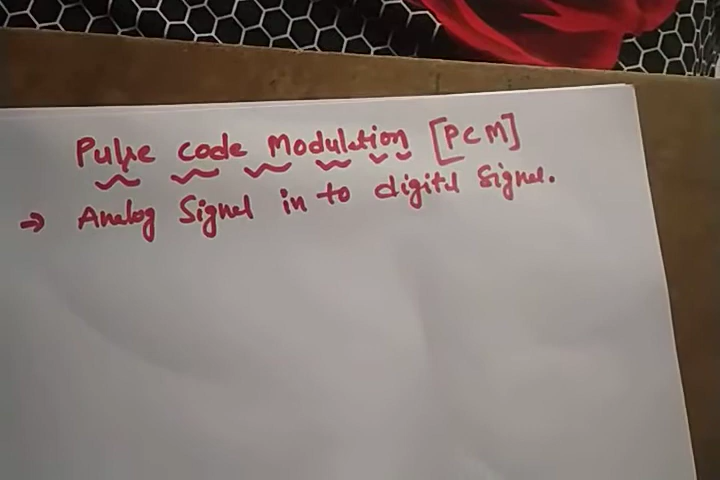 Pulse code Modulation [PCM]
→ Analog Signal in to digital Signal.